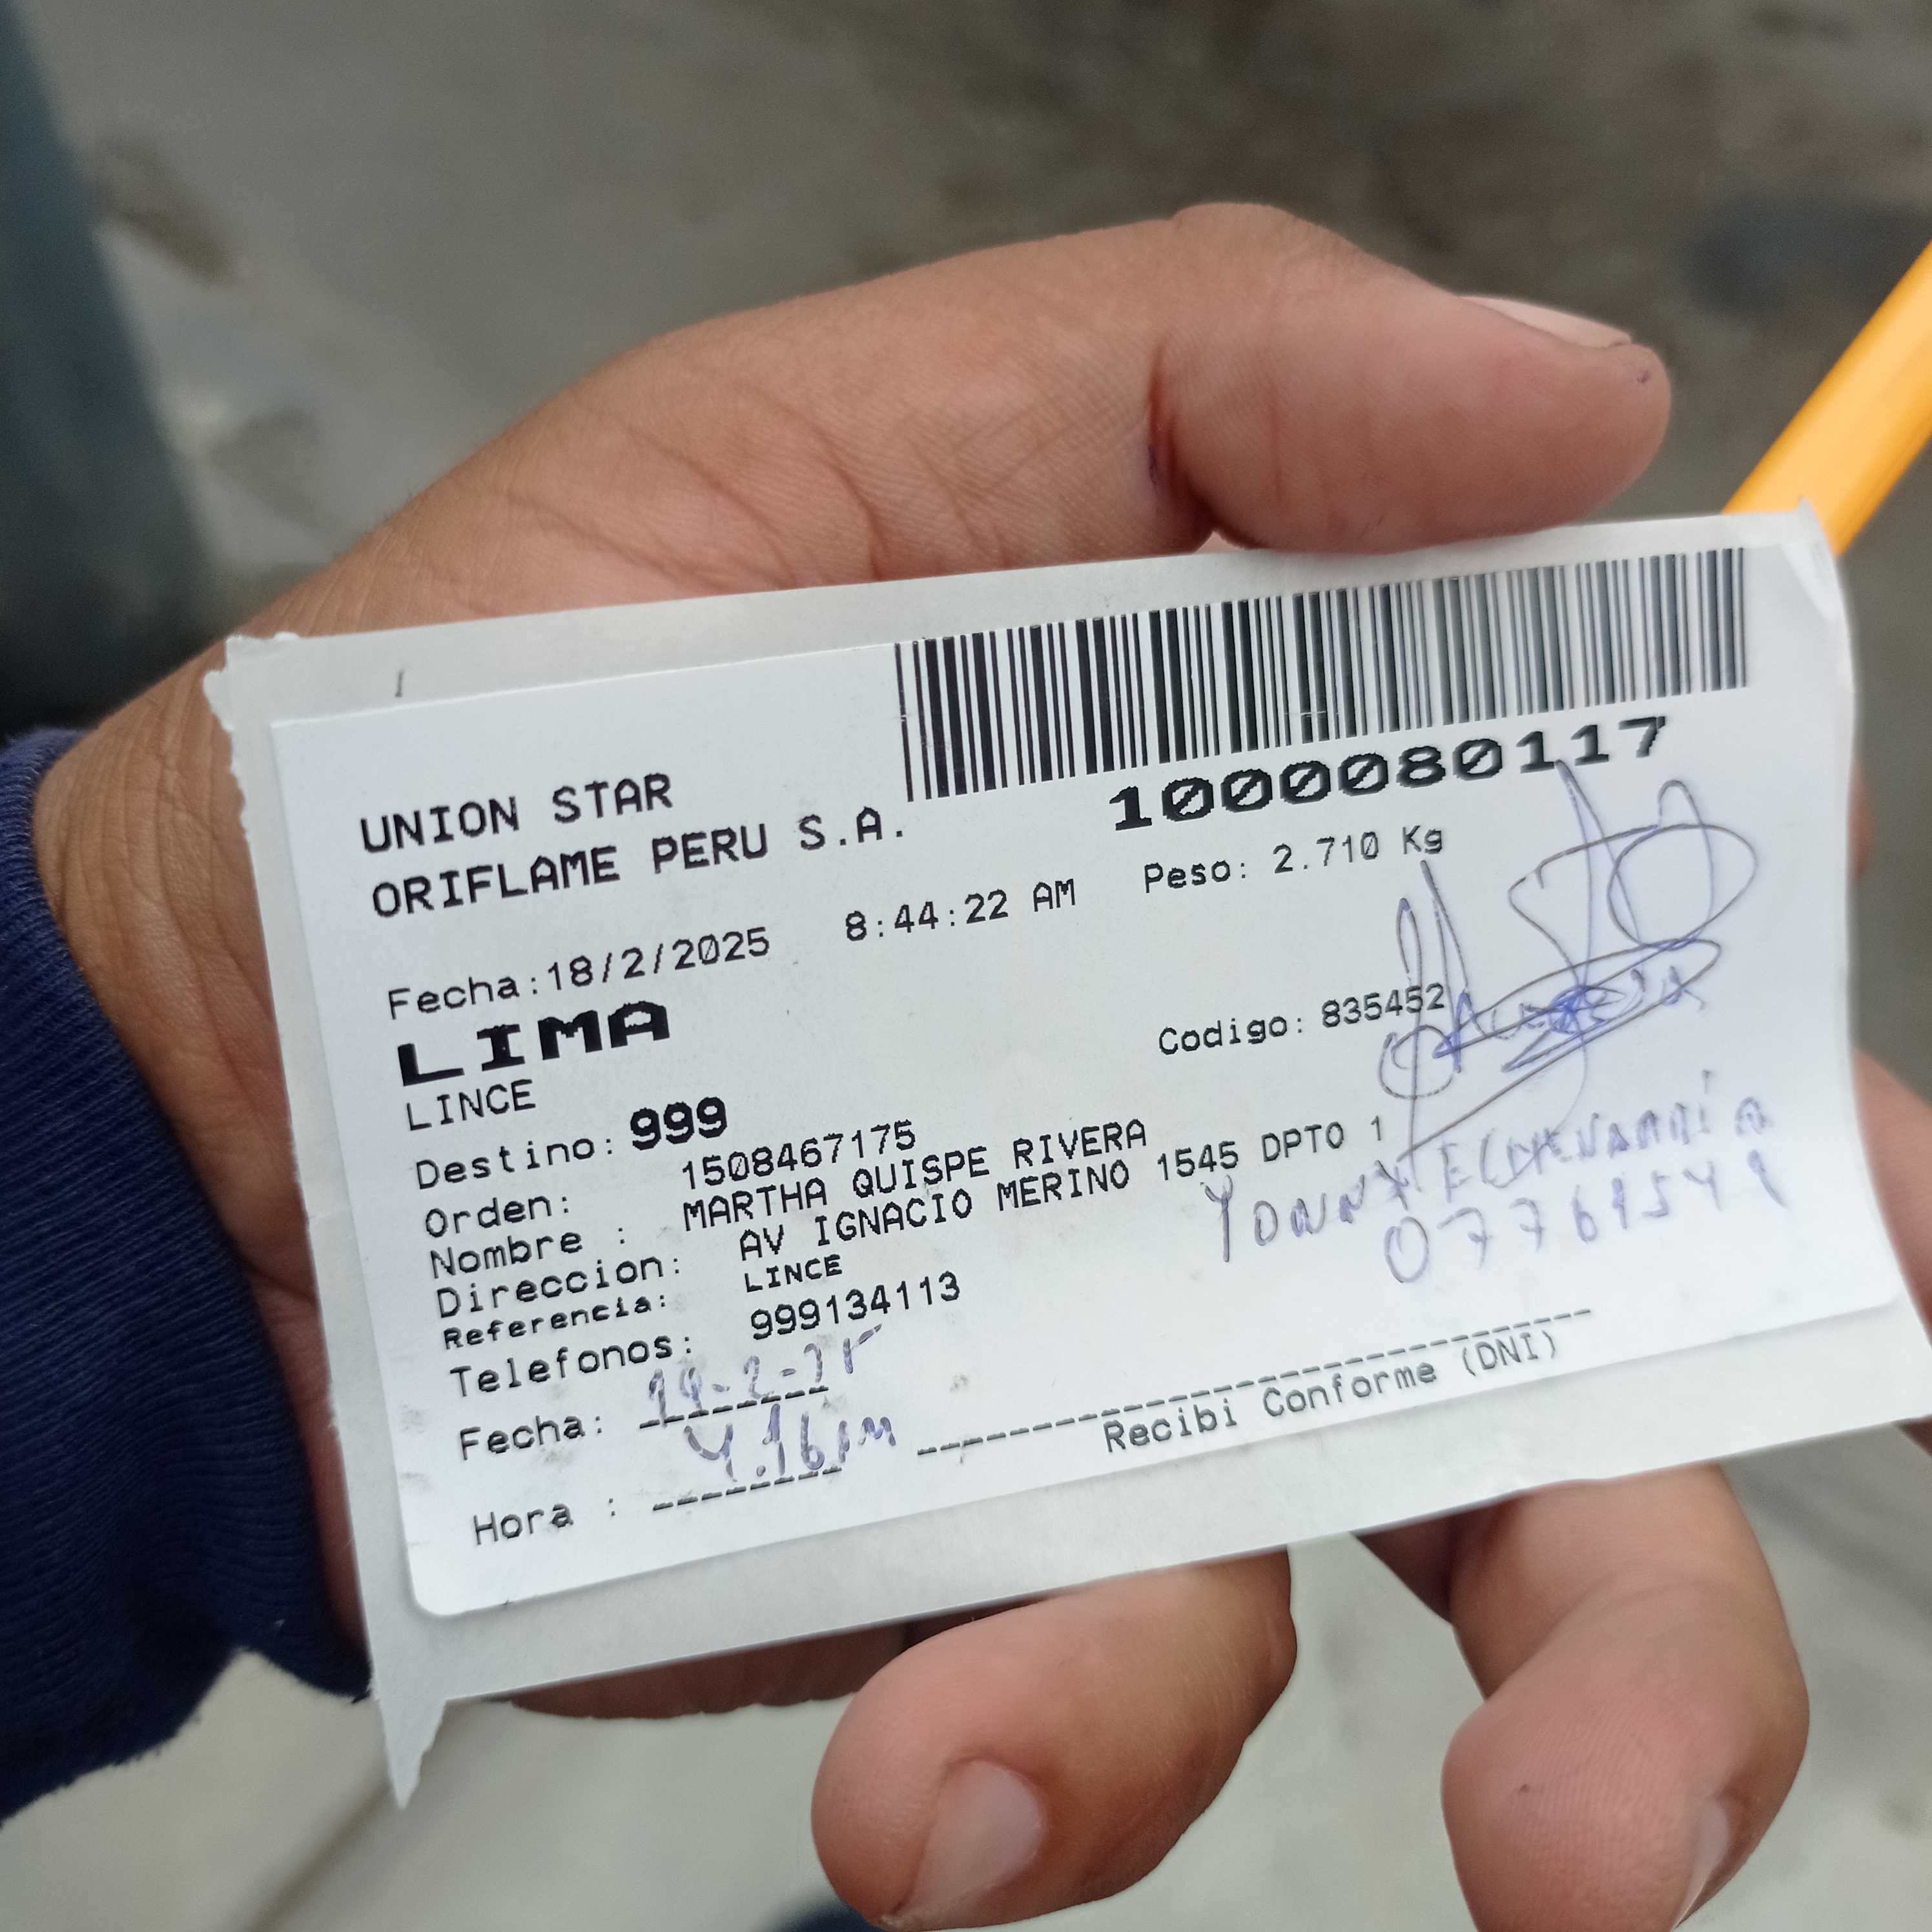 1000080117
UNION STAR
ORIFLAME PERU S.A.
Fecha:18/2/2025 8:44:22 AM Peso: 2.710 Kg
LIMA
LINCE
Codigo: 835452
Destino: 999
Orden: 1508467175
Nombre : MARTHA QUISPE RIVERA
Direccion: AV IGNACIO MERINO 1545 DPTO 1
Referencia: LINCE
Telefonos: 999134113
Fecha:
Hora : 4.16pm
Recibi Conforme (DNI)